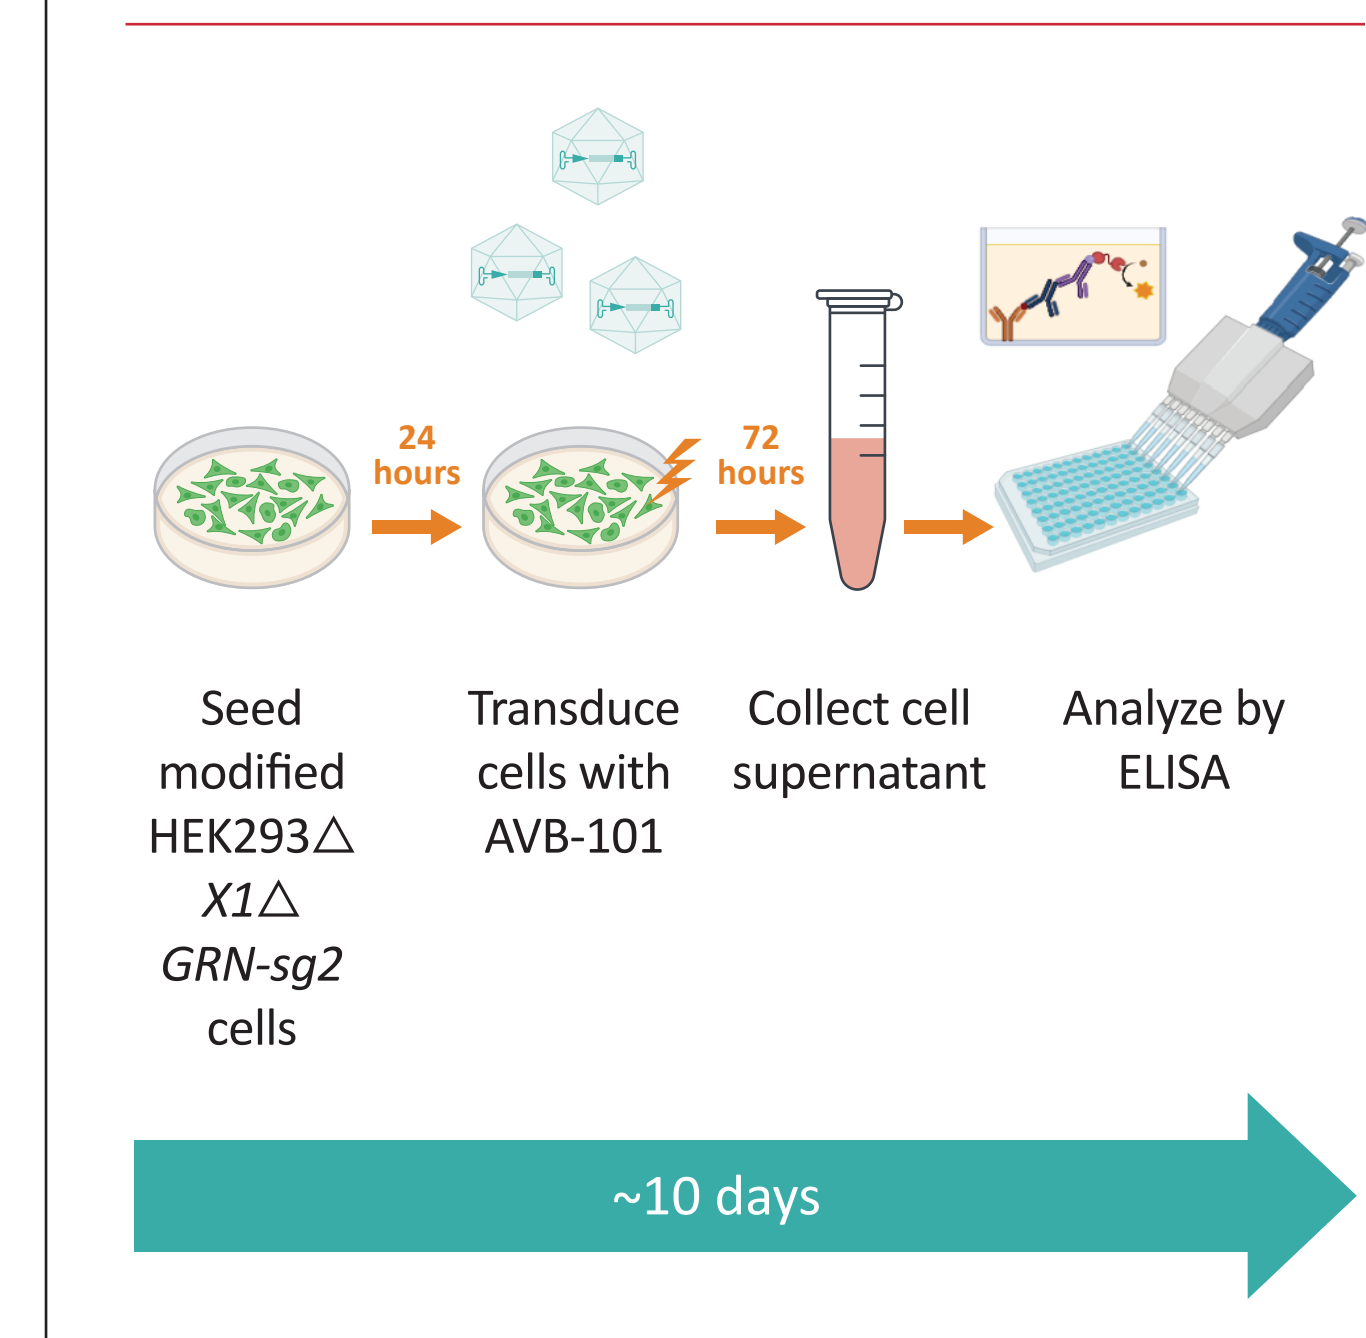 24
hours
72
hours
Seed
modified
HEK293△
X1△
GRN-sg2
cells
Transduce
cells with
AVB-101
Collect cell
supernatant
Analyze by
ELISA
~10 days